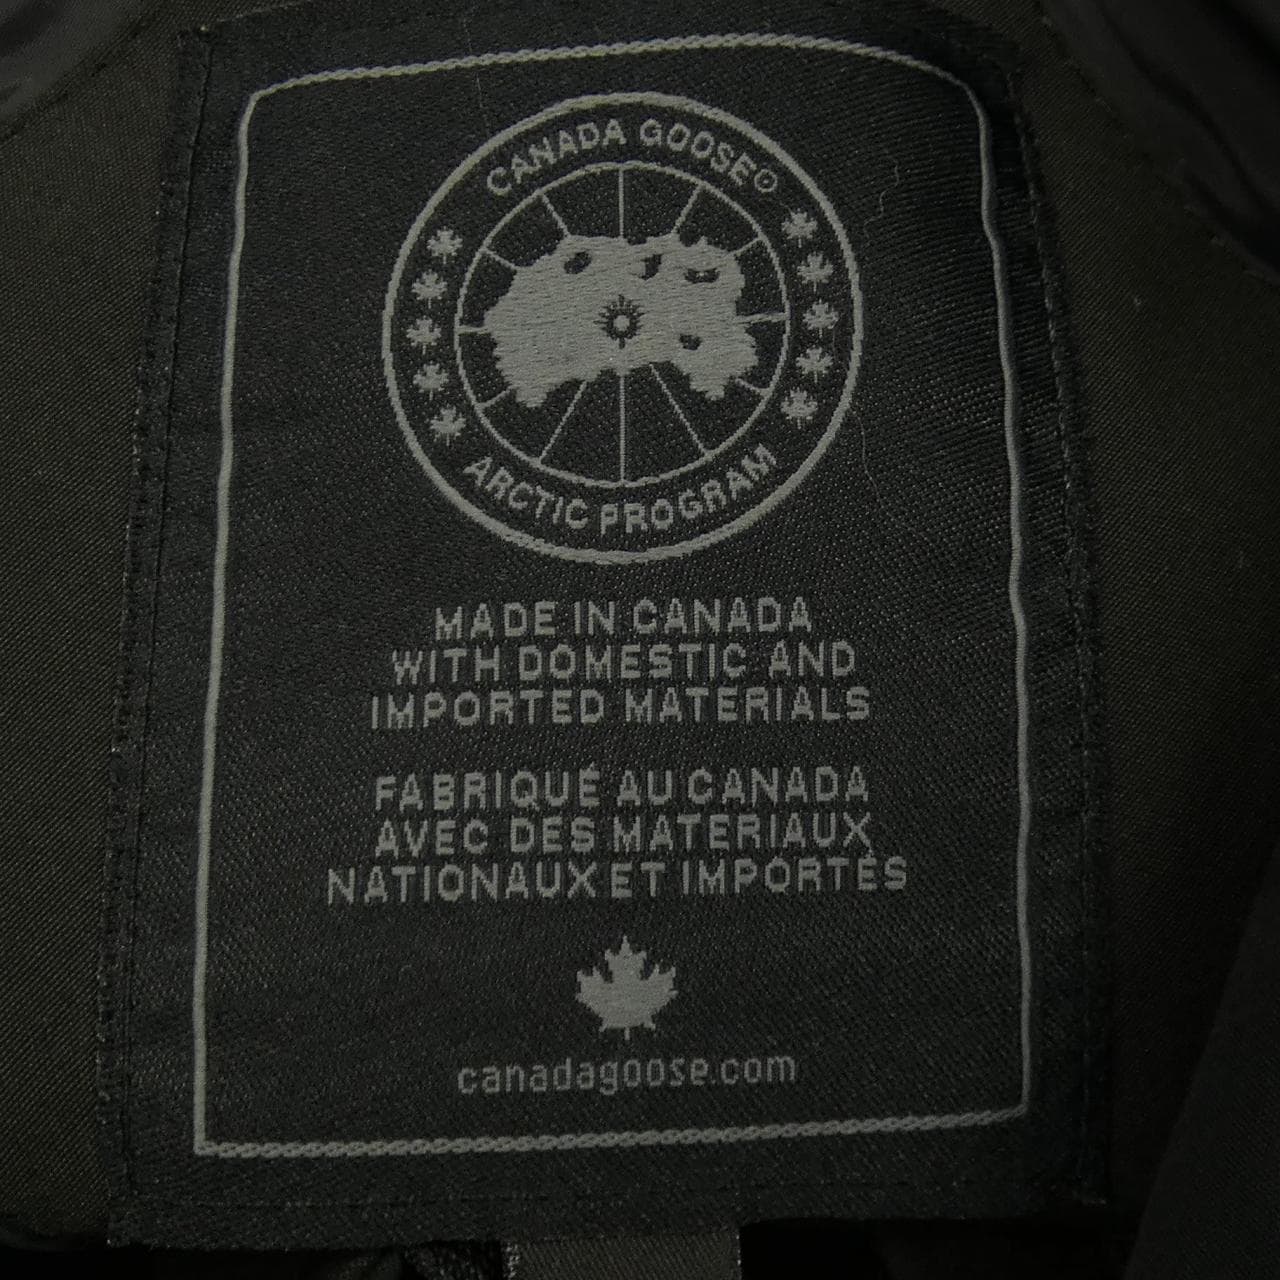 CANADA GOOSE©
ARCTIC PROGRAM
MADE IN CANADA
WITH DOMESTIC AND
IMPORTED MATERIALS
FABRIQUÉ AU CANADA
AVEC DES MATERIAUX
NATIONAUX ET IMPORTÉS
canadagoose.com